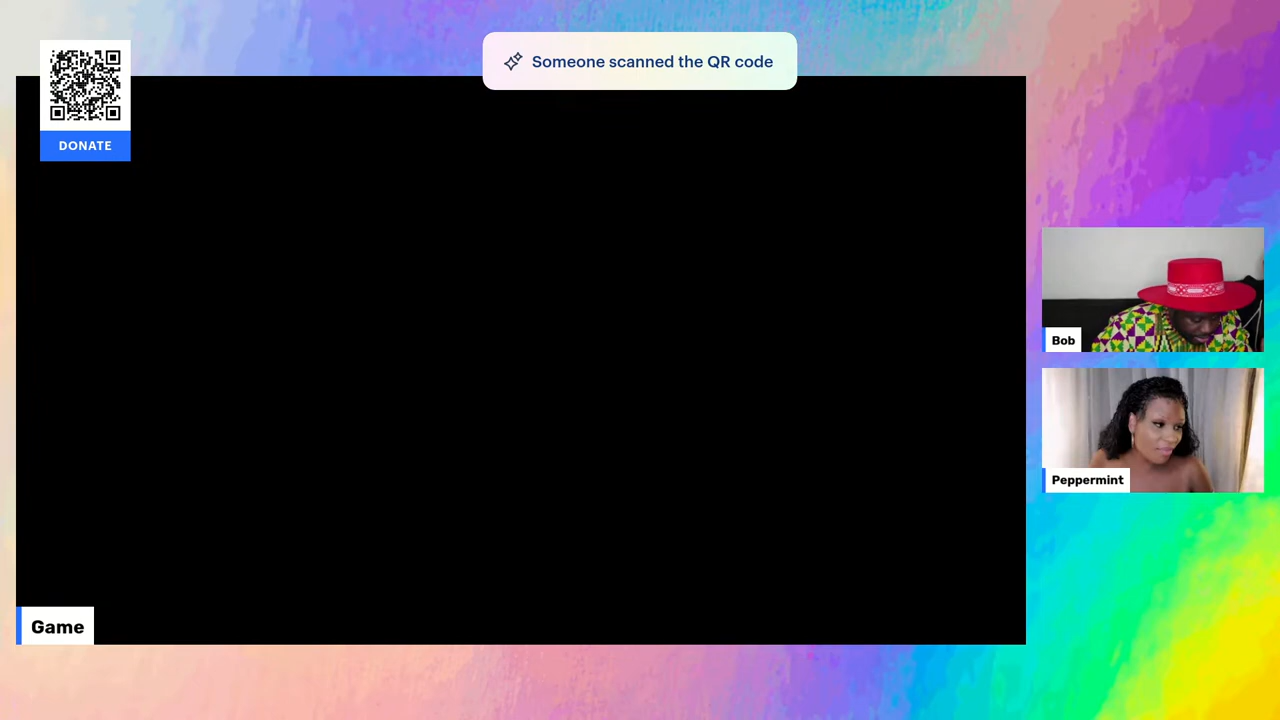 Someone scanned the QR code
DONATE
Bob
Peppermint
Game